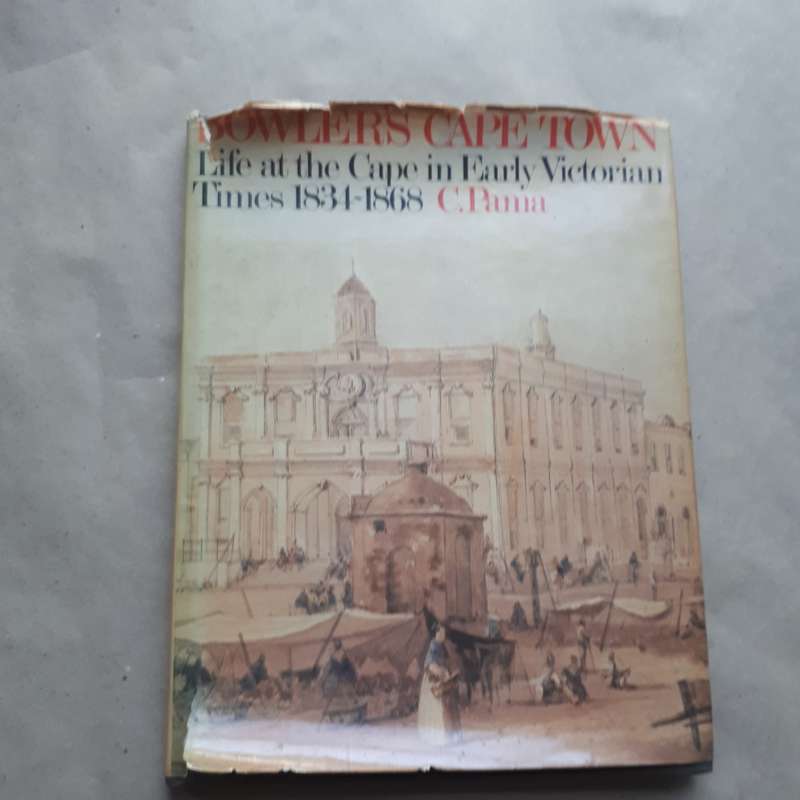 BOWLER'S CAPE TOWN
Life at the Cape in Early Victorian
Times 1834-1868 C. Pama